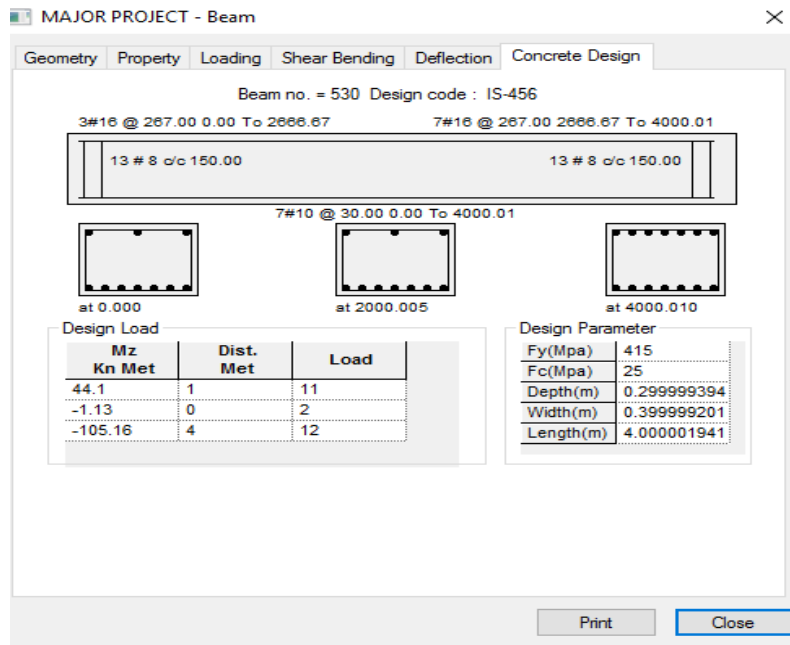 MAJOR PROJECT - Beam
Geometry Property Loading Shear Bending Deflection Concrete Design
Beam no. = 530 Design code : IS-456
3#16 @ 267.00 0.00 To 2666.67 7#16 @ 267.00 2666.67 To 4000.01
13 # 8 c/c 150.00 13 # 8 c/c 150.00
7#10 @ 30.00 0.00 To 4000.01
at 0.000 at 2000.005 at 4000.010
Design Load Design Parameter
Mz Kn Met Dist. Met Load
44.1 1 11
-1.13 0 2
-105.16 4 12
Fy(Mpa) 415
Fc(Mpa) 25
Depth(m) 0.299999394
Width(m) 0.399999201
Length(m) 4.000001941
Print Close